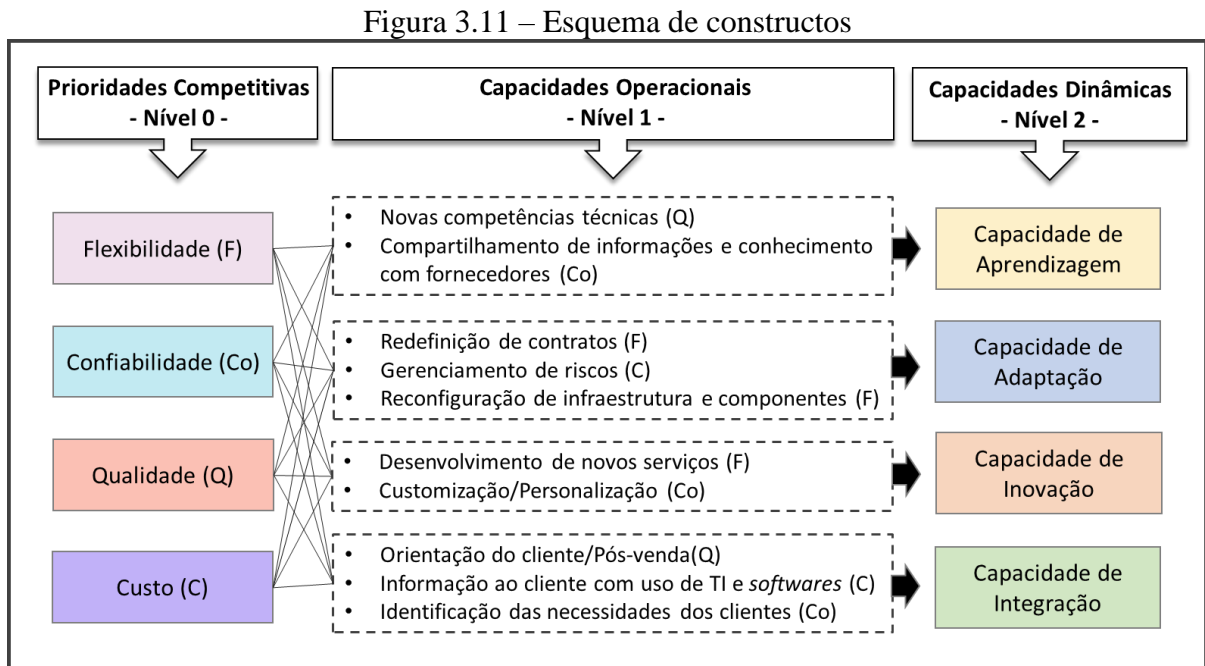 Figura 3.11 – Esquema de constructos
Prioridades Competitivas
- Nível 0 -
Capacidades Operacionais
- Nível 1 -
Capacidades Dinâmicas
- Nível 2 -
Flexibilidade (F)
• Novas competências técnicas (Q)
• Compartilhamento de informações e conhecimento
com fornecedores (Co)
Capacidade de
Aprendizagem
Confiabilidade (Co)
• Redefinição de contratos (F)
• Gerenciamento de riscos (C)
• Reconfiguração de infraestrutura e componentes (F)
Capacidade de
Adaptação
Qualidade (Q)
• Desenvolvimento de novos serviços (F)
• Customização/Personalização (Co)
Capacidade de
Inovação
Custo (C)
• Orientação do cliente/Pós-venda(Q)
• Informação ao cliente com uso de TI e softwares (C)
• Identificação das necessidades dos clientes (Co)
Capacidade de
Integração